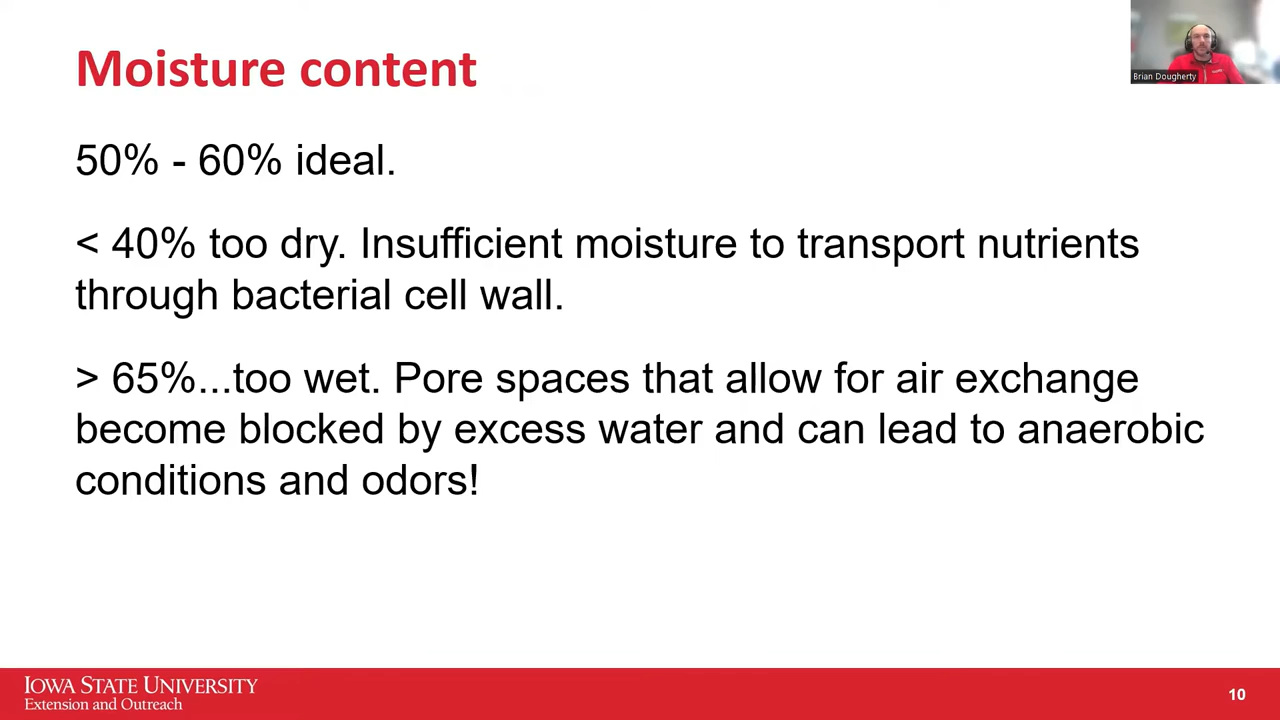 Moisture content
Brian Dougherty
50% - 60% ideal.
< 40% too dry. Insufficient moisture to transport nutrients
through bacterial cell wall.
> 65%...too wet. Pore spaces that allow for air exchange
become blocked by excess water and can lead to anaerobic
conditions and odors!
IOWA STATE UNIVERSITY
Extension and Outreach
10